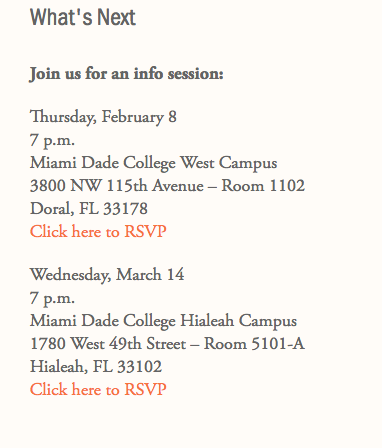 What's Next
Join us for an info session:
Thursday, February 8
7 p.m.
Miami Dade College West Campus
3800 NW 115th Avenue – Room 1102
Doral, FL 33178
Click here to RSVP
Wednesday, March 14
7 p.m.
Miami Dade College Hialeah Campus
1780 West 49th Street – Room 5101-A
Hialeah, FL 33102
Click here to RSVP